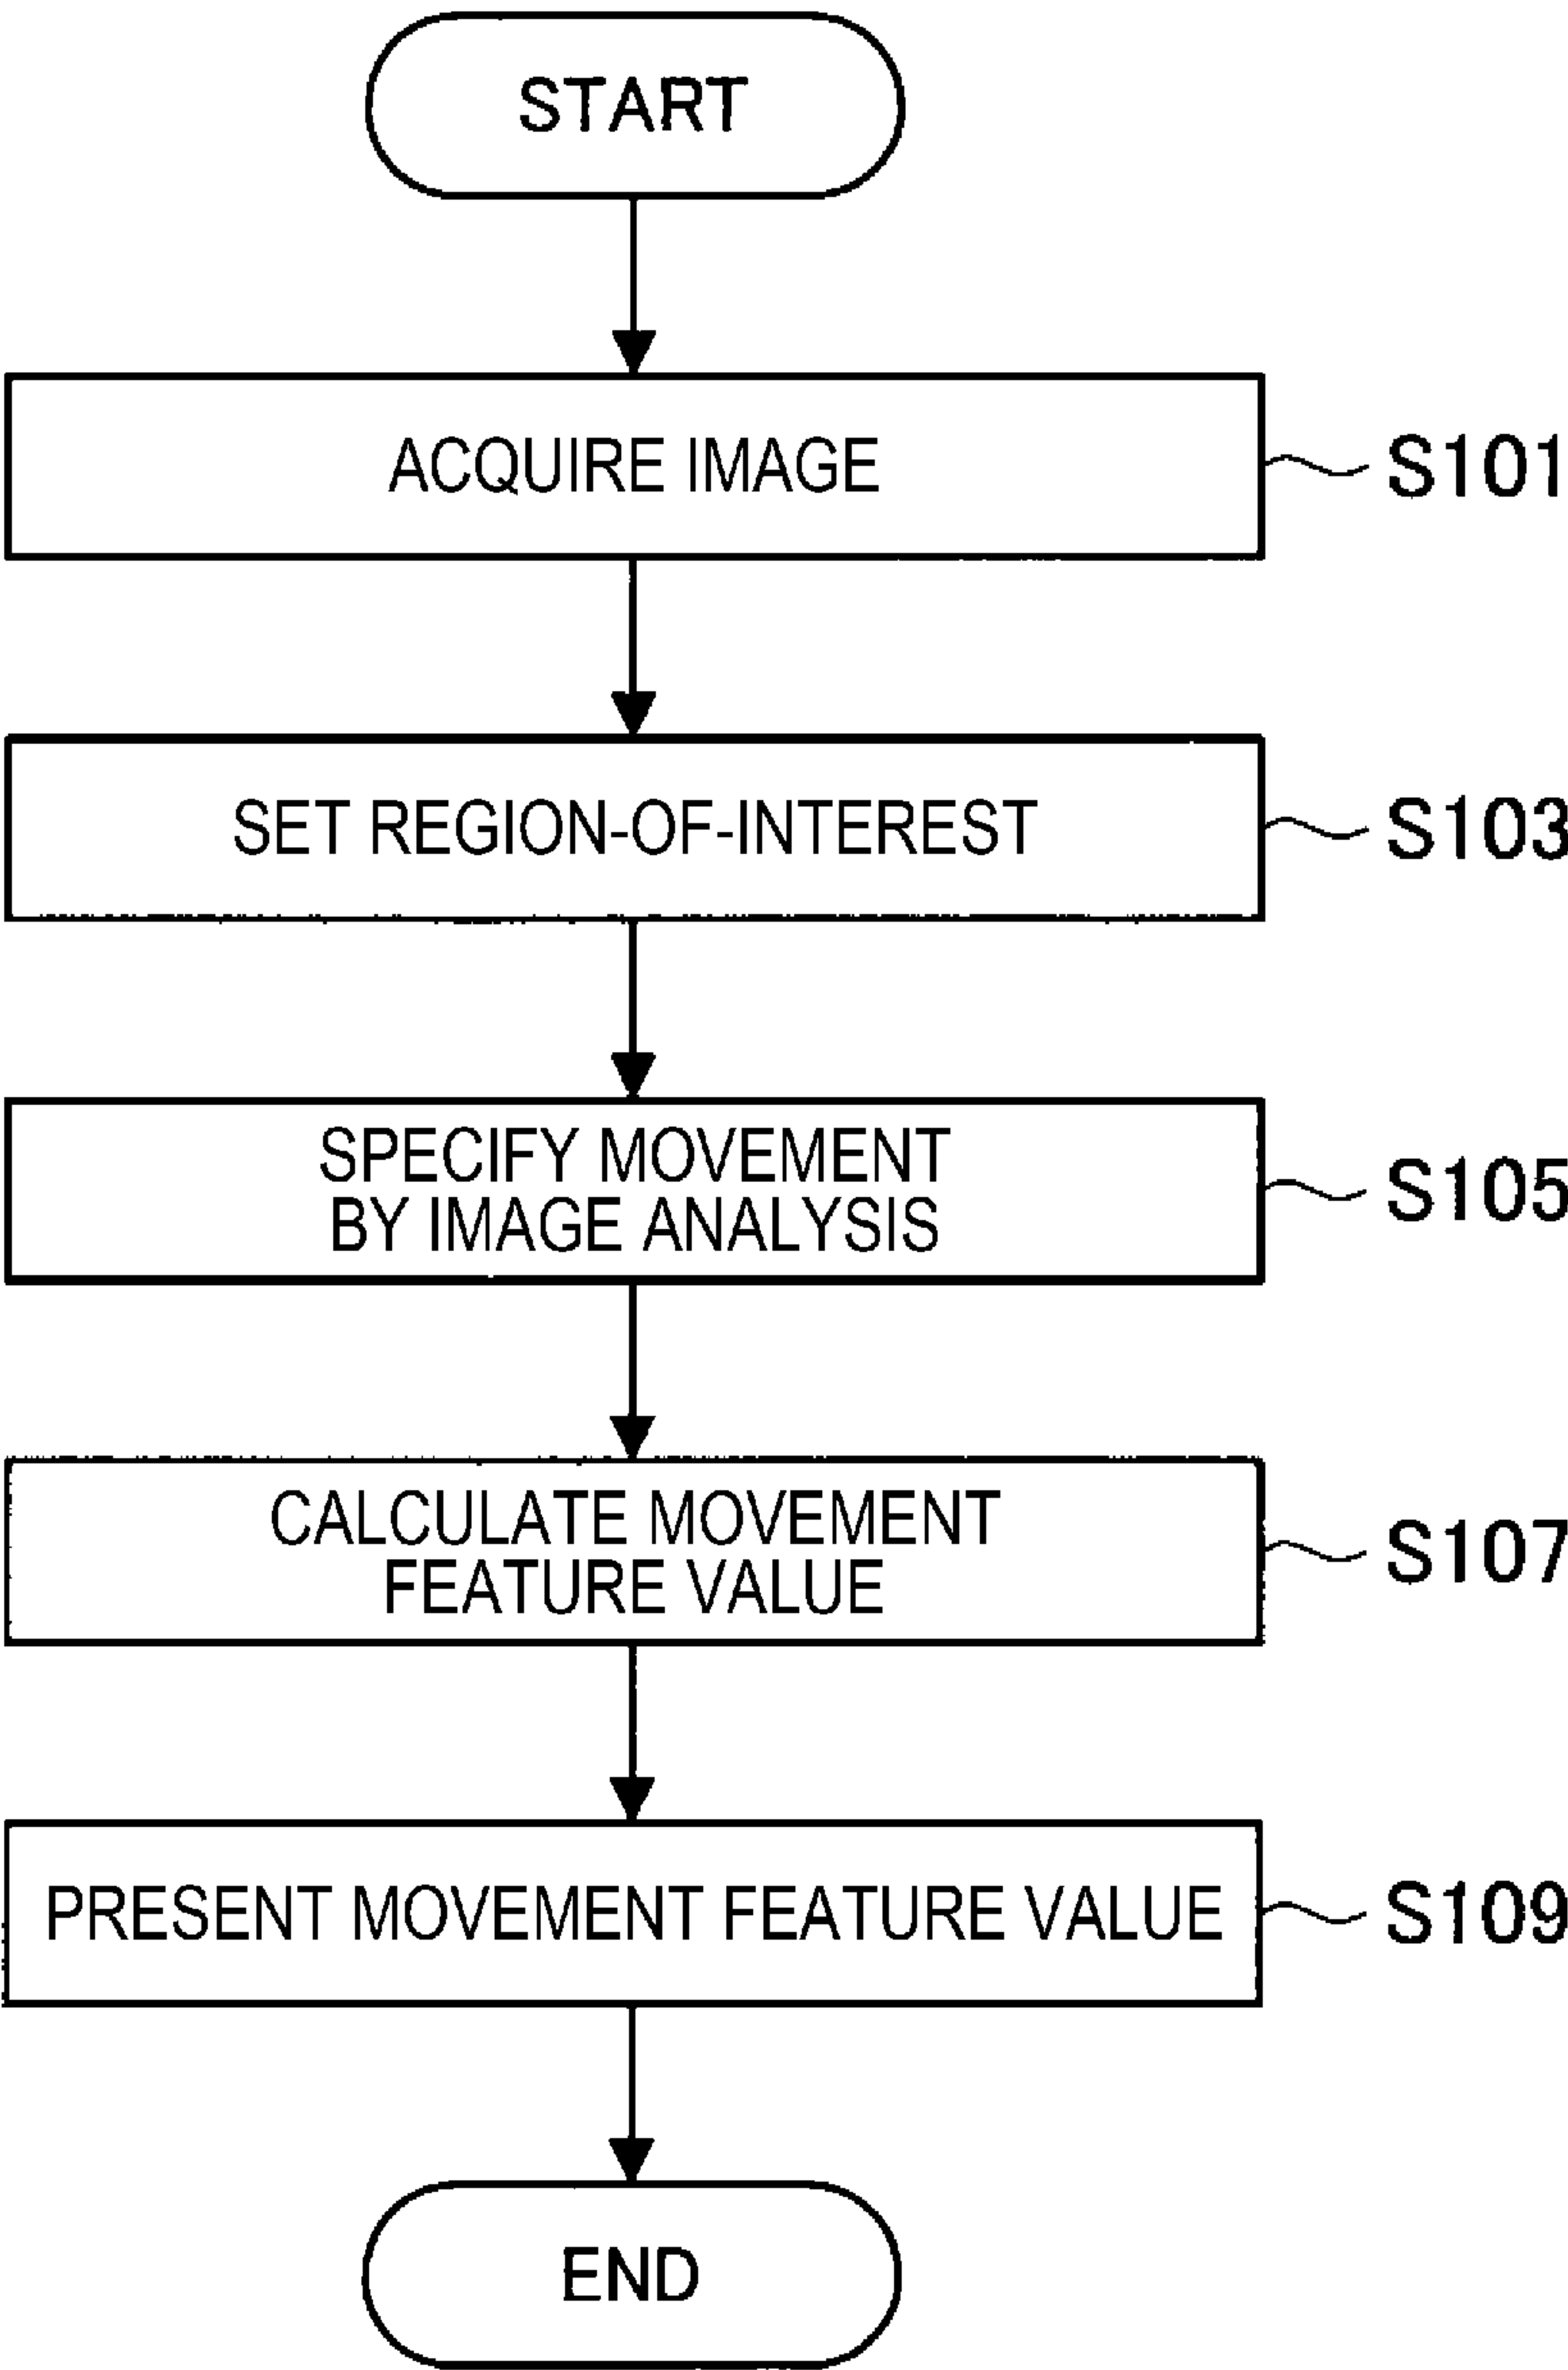 START
ACQUIRE IMAGE
S101
SET REGION-OF-INTEREST
S103
SPECIFY MOVEMENT
BY IMAGE ANALYSIS
S105
CALCULATE MOVEMENT
FEATURE VALUE
S107
PRESENT MOVEMENT FEATURE VALUE
S109
END